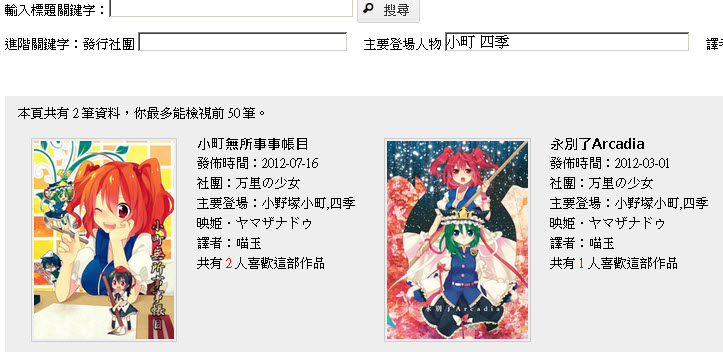 輸入標題關鍵字：
搜尋
進階關鍵字：發行社團
主要登場人物
小町 四季
譯者
本頁共有 2 筆資料，你最多能檢視前 50 筆。
小町無所事事帳目
小町無所事事帳目
發佈時間：2012-07-16
社團：万里の少女
主要登場：小野塚小町,四季
映姫・ヤマザナドゥ
譯者：喵玉
共有 2 人喜歡這部作品
永別了Arcadia
永別了Arcadia
發佈時間：2012-03-01
社團：万里の少女
主要登場：小野塚小町,四季
映姫・ヤマザナドゥ
譯者：喵玉
共有 1 人喜歡這部作品